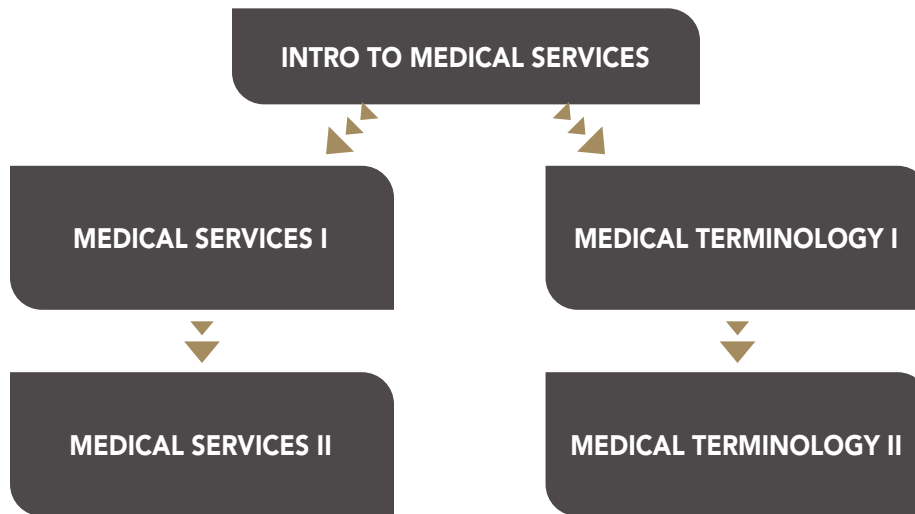 INTRO TO MEDICAL SERVICES
MEDICAL SERVICES I
MEDICAL TERMINOLOGY I
MEDICAL SERVICES II
MEDICAL TERMINOLOGY II